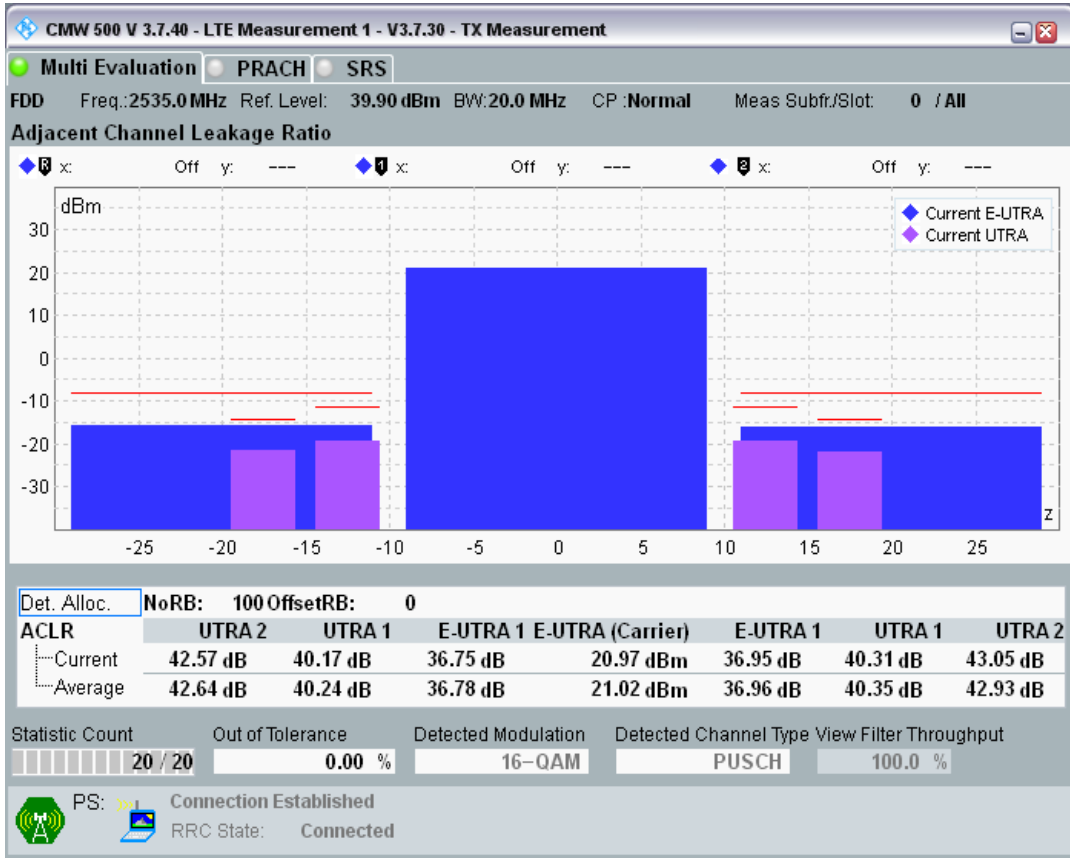 CMW 500 V 3.7.40 - LTE Measurement 1 - V3.7.30 - TX Measurement
Multi Evaluation PRACH SRS
FDD Freq.:2535.0 MHz Ref. Level: 39.90 dBm BW:20.0 MHz CP :Normal Meas Subfr./Slot: 0 / All
Adjacent Channel Leakage Ratio
R x: Off y: --- 1 x: Off y: --- 2 x: Off y: ---
dBm
Current E-UTRA
Current UTRA
30
20
10
0
-10
-20
-30
z
-25 -20 -15 -10 -5 0 5 10 15 20 25
Det. Alloc. NoRB: 100 OffsetRB: 0
ACLR UTRA 2 UTRA 1 E-UTRA 1 E-UTRA (Carrier) E-UTRA 1 UTRA 1 UTRA 2
Current 42.57 dB 40.17 dB 36.75 dB 20.97 dBm 36.95 dB 40.31 dB 43.05 dB
Average 42.64 dB 40.24 dB 36.78 dB 21.02 dBm 36.96 dB 40.35 dB 42.93 dB
Statistic Count Out of Tolerance Detected Modulation Detected Channel Type View Filter Throughput
20 / 20 0.00 % 16-QAM PUSCH 100.0 %
PS: Connection Established
RRC State: Connected